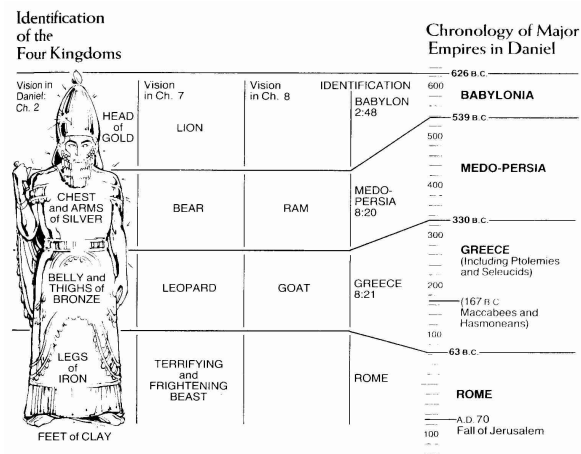 Identification
of the
Four Kingdoms
Chronology of Major
Empires in Daniel
Vision in
Daniel:
Ch. 2
Vision
in Ch. 7
Vision
in Ch. 8
IDENTIFICATION
HEAD
of
GOLD
LION
BABYLON
2:48
CHEST
and ARMS
of SILVER
BEAR
RAM
MEDO-
PERSIA
8:20
BELLY and
THIGHS of
BRONZE
LEOPARD
GOAT
GREECE
8:21
LEGS
of
IRON
TERRIFYING
and
FRIGHTENING
BEAST
ROME
FEET of CLAY
626 B.C.
600
BABYLONIA
539 B.C.
500
MEDO-PERSIA
400
330 B.C.
300
GREECE
(Including Ptolemies
and Seleucids)
200
(167 B C
Maccabees and
Hasmoneans)
100
63 B.C.
ROME
A.D. 70
Fall of Jerusalem
100